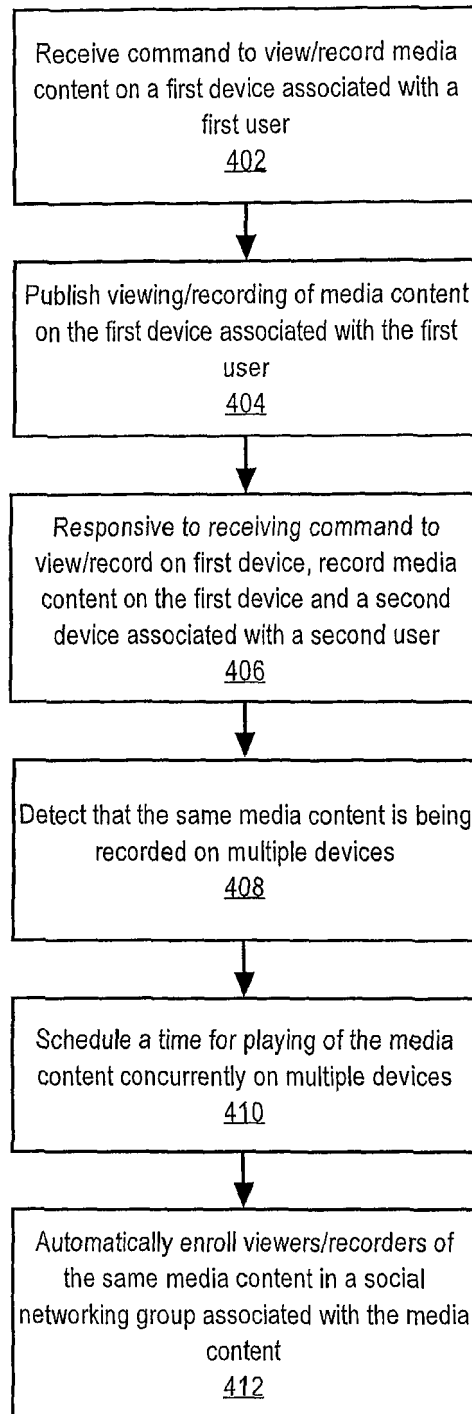 Receive command to view/record media
content on a first device associated with a
first user
402
Publish viewing/recording of media content
on the first device associated with the first
user
404
Responsive to receiving command to
view/record on first device, record media
content on the first device and a second
device associated with a second user
406
Detect that the same media content is being
recorded on multiple devices
408
Schedule a time for playing of the media
content concurrently on multiple devices
410
Automatically enroll viewers/recorders of
the same media content in a social
networking group associated with the media
content
412